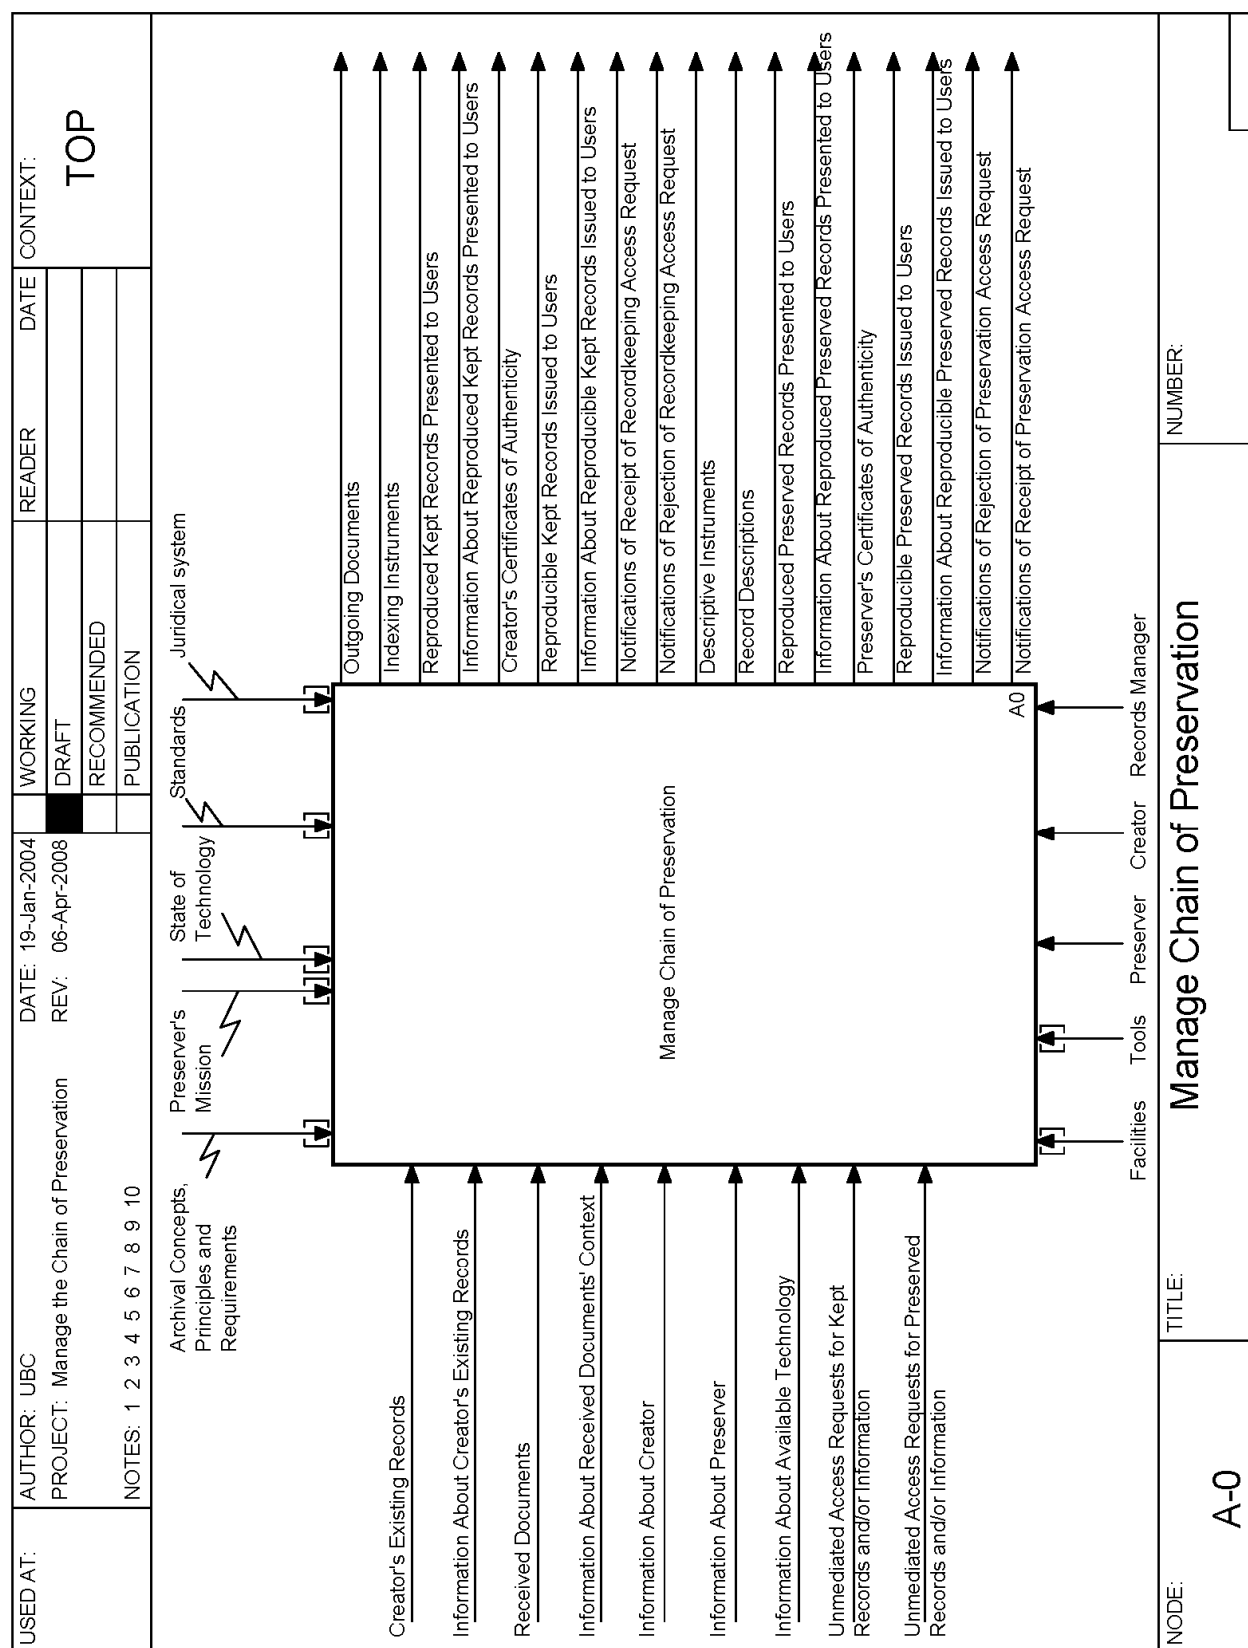 USED AT:
AUTHOR: UBC
PROJECT: Manage the Chain of Preservation
NOTES: 1 2 3 4 5 6 7 8 9 10
DATE: 19-Jan-2004
REV: 06-Apr-2008
WORKING
DRAFT
RECOMMENDED
PUBLICATION
READER
DATE
CONTEXT:
TOP
Archival Concepts,
Principles and
Requirements
Preserver's
Mission
State of
Technology
Standards
Juridical system
Creator's Existing Records
Information About Creator's Existing Records
Received Documents
Information About Received Documents' Context
Information About Creator
Information About Preserver
Information About Available Technology
Unmediated Access Requests for Kept
Records and/or Information
Unmediated Access Requests for Preserved
Records and/or Information
Manage Chain of Preservation
A0
Outgoing Documents
Indexing Instruments
Reproduced Kept Records Presented to Users
Information About Reproduced Kept Records Presented to Users
Creator's Certificates of Authenticity
Reproducible Kept Records Issued to Users
Information About Reproducible Kept Records Issued to Users
Notifications of Receipt of Recordkeeping Access Request
Notifications of Rejection of Recordkeeping Access Request
Descriptive Instruments
Record Descriptions
Reproduced Preserved Records Presented to Users
Information About Reproduced Preserved Records Presented to Users
Preserver's Certificates of Authenticity
Reproducible Preserved Records Issued to Users
Information About Reproducible Preserved Records Issued to Users
Notifications of Rejection of Preservation Access Request
Notifications of Receipt of Preservation Access Request
Facilities
Tools
Preserver
Creator
Records Manager
NODE:
A-0
TITLE:
Manage Chain of Preservation
NUMBER: